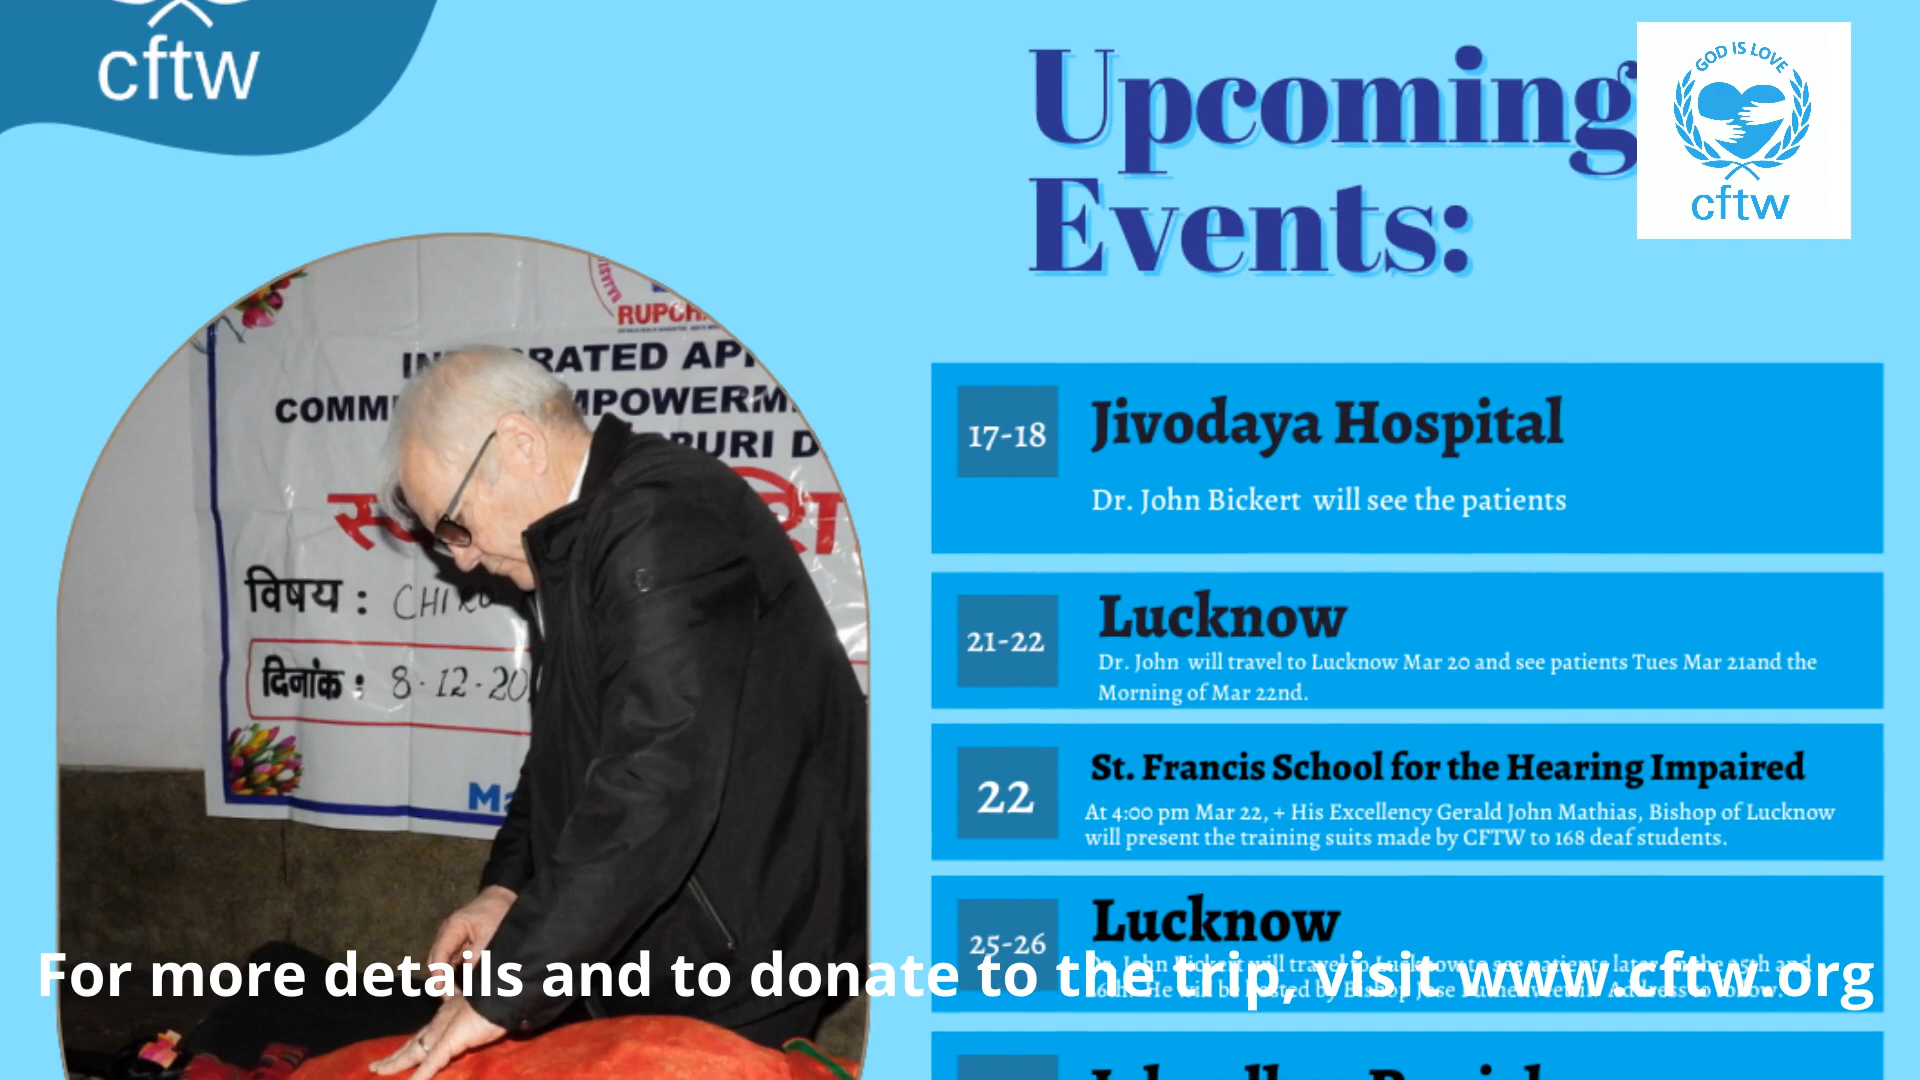 cftw
Upcoming
Events:
GOD IS LOVE
cftw
RUPCH
COMM
MPOWERM
PURI D
विषय :
दिनांक : 8-12-20
17-18
Jivodaya Hospital
Dr. John Bickert will see the patients
21-22
Lucknow
Dr. John will travel to Lucknow Mar 20 and see patients Tues Mar 21and the
Morning of Mar 22nd.
22
St. Francis School for the Hearing Impaired
At 4:00 pm Mar 22, + His Excellency Gerald John Mathias, Bishop of Lucknow
will present the training suits made by CFTW to 168 deaf students.
25-26
Lucknow
For more details and to donate to the trip, visit www.cftw.org